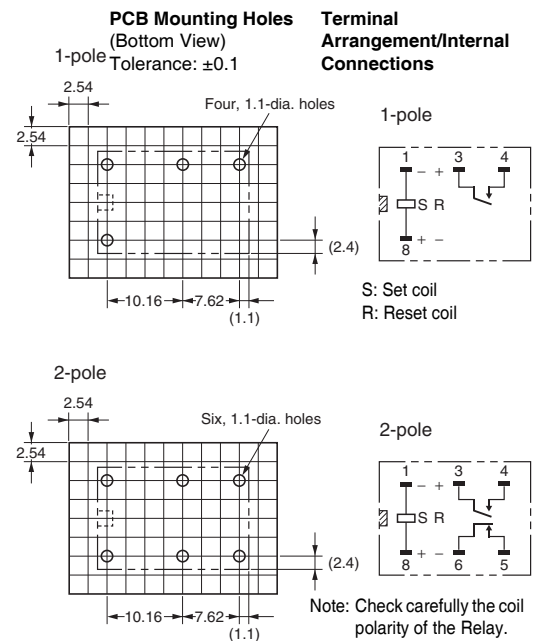 PCB Mounting Holes
(Bottom View)
Tolerance: ±0.1
Terminal
Arrangement/Internal
Connections
1-pole
2.54
2.54
Four, 1.1-dia. holes
(2.4)
10.16
7.62
(1.1)
1-pole
1 - + 3 4
S R
+ -
8
S: Set coil
R: Reset coil
2-pole
2.54
2.54
Six, 1.1-dia. holes
(2.4)
10.16
7.62
(1.1)
2-pole
1 - + 3 4
S R
+ -
8 6 5
Note: Check carefully the coil
polarity of the Relay.